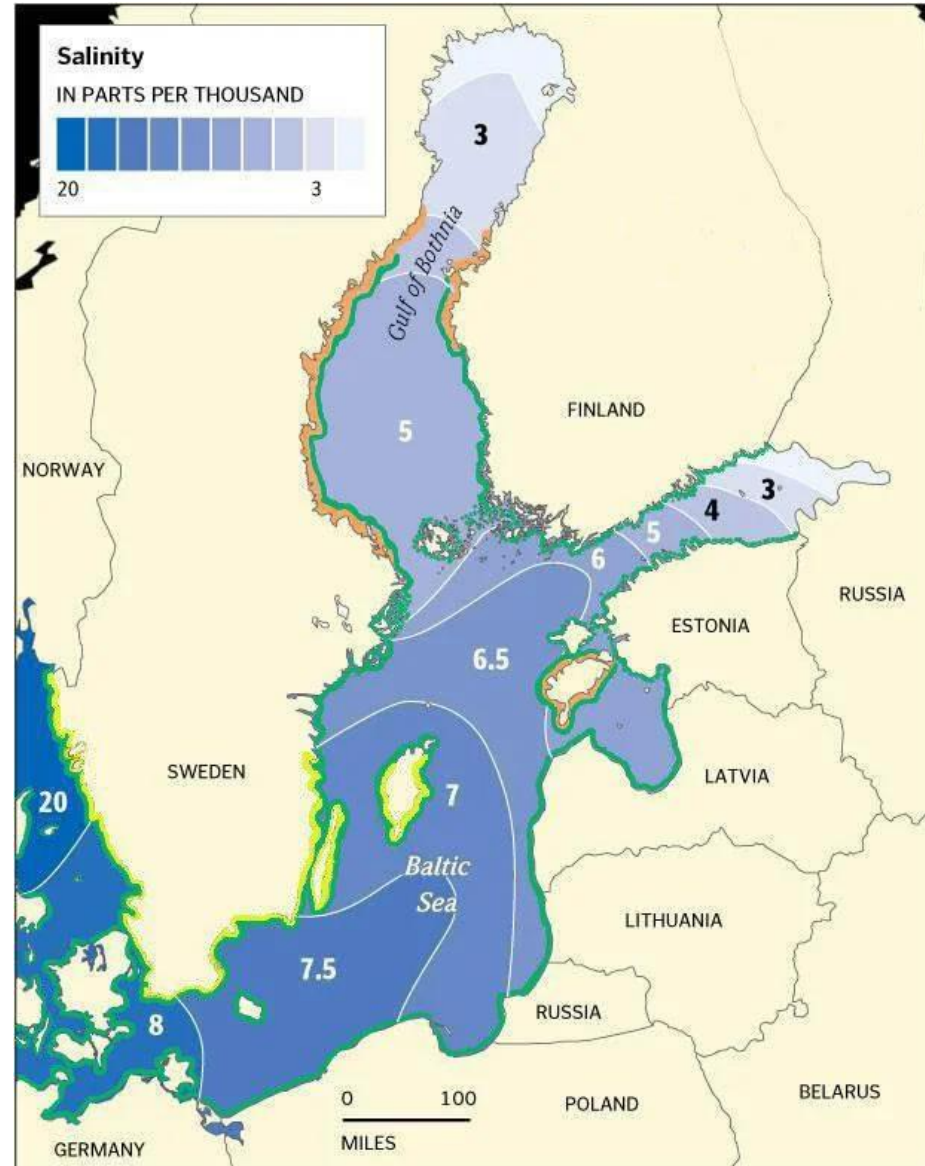 Salinity
IN PARTS PER THOUSAND
20 3
3
Gulf of Bothnia
5
FINLAND
NORWAY
3
4
5
6
RUSSIA
ESTONIA
6.5
SWEDEN
LATVIA
7
20
Baltic
Sea
LITHUANIA
7.5
RUSSIA
8
0 100
MILES
POLAND
BELARUS
GERMANY